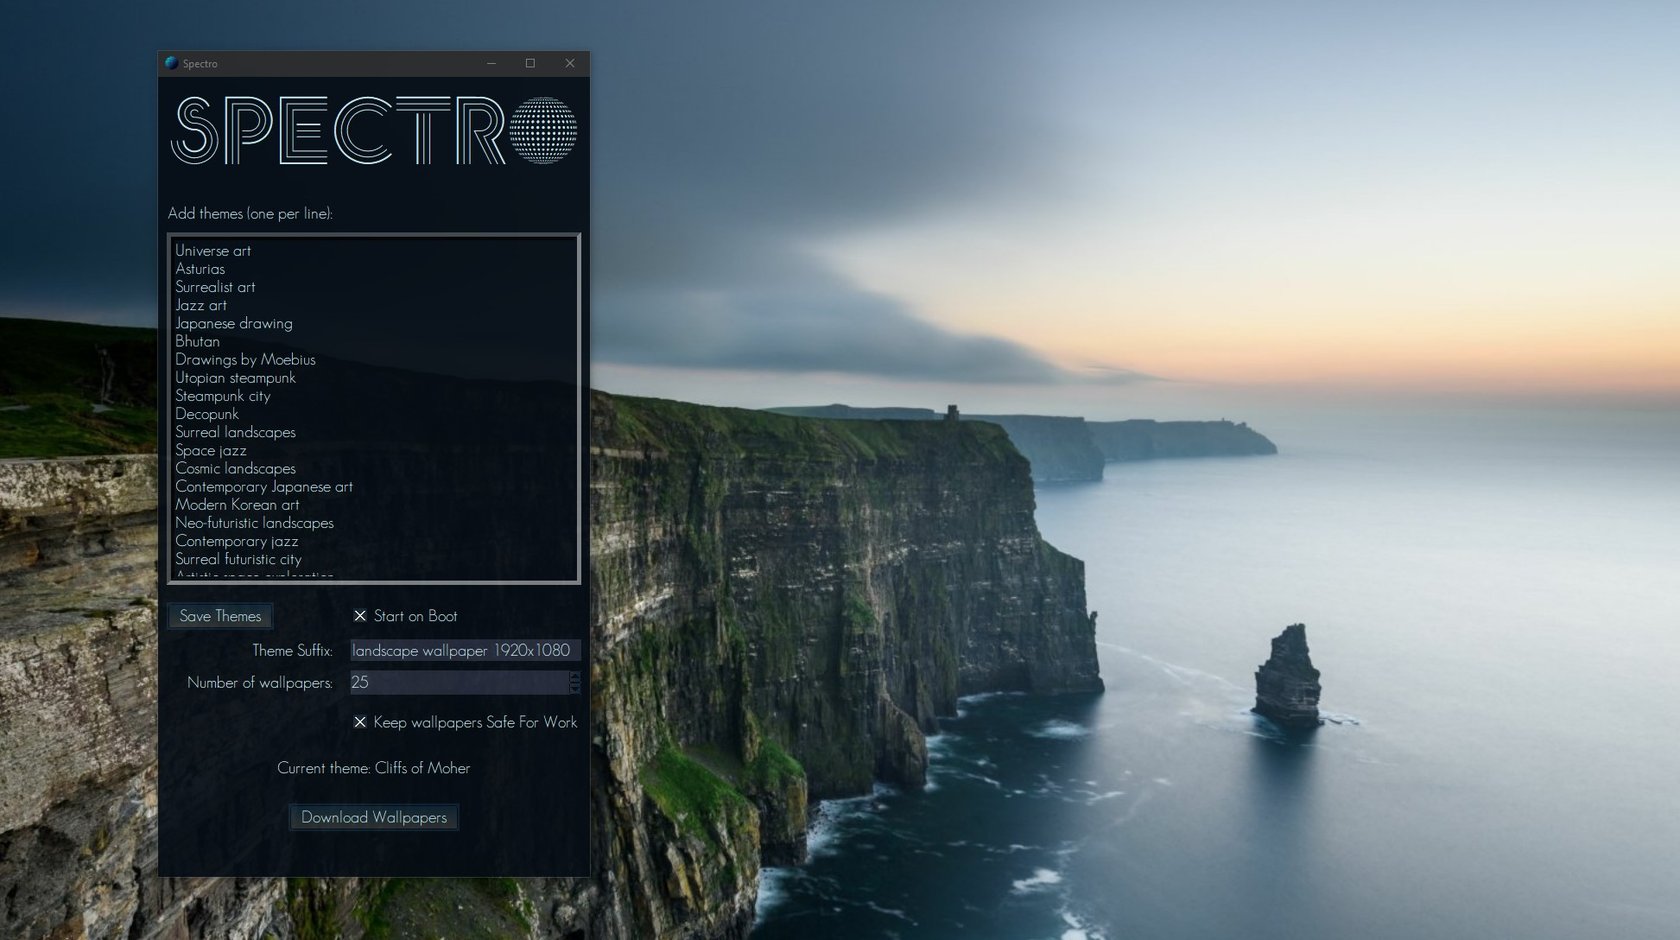 Spectro
SPECTRO
Add themes (one per line):
Universe art
Asturias
Surrealist art
Jazz art
Japanese drawing
Bhutan
Drawings by Moebius
Utopian steampunk
Steampunk city
Decopunk
Surreal landscapes
Space jazz
Cosmic landscapes
Contemporary Japanese art
Modern Korean art
Neo-futuristic landscapes
Contemporary jazz
Surreal futuristic city
Artistic space exploration
Save Themes
Start on Boot
Theme Suffix: landscape wallpaper 1920x1080
Number of wallpapers: 25
Keep wallpapers Safe For Work
Current theme: Cliffs of Moher
Download Wallpapers